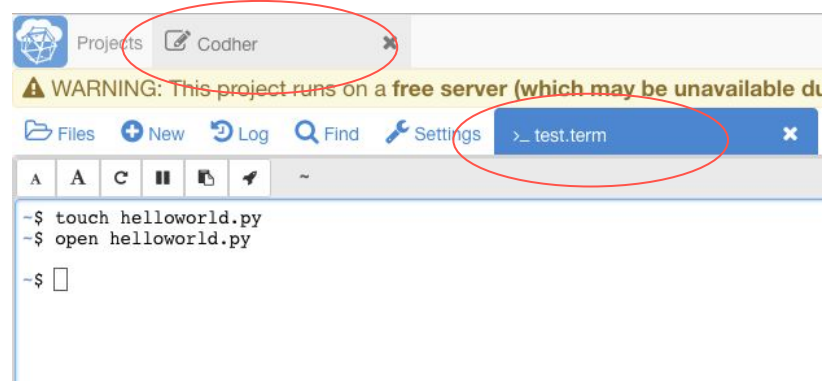 Projects Codher
WARNING: This project runs on a free server (which may be unavailable du
Files New Log Find Settings >_ test.term
A A C ~
~$ touch helloworld.py
~$ open helloworld.py
~$